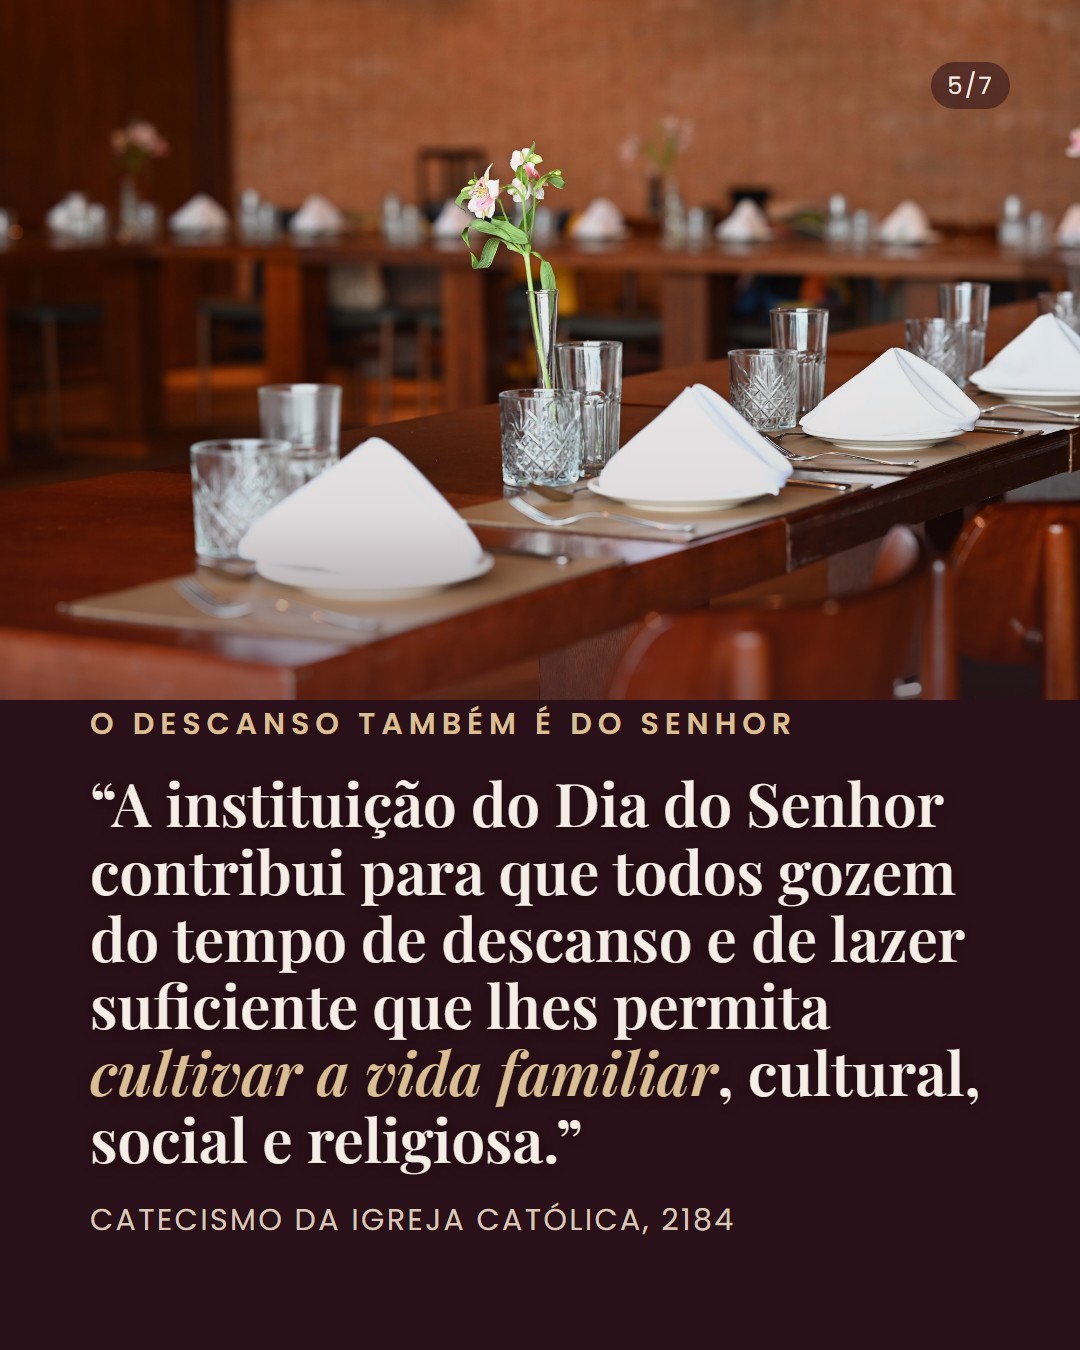 5/7
O DESCANSO TAMBÉM É DO SENHOR
“A instituição do Dia do Senhor
contribui para que todos gozem
do tempo de descanso e de lazer
suficiente que lhes permita
cultivar a vida familiar, cultural,
social e religiosa.”
CATECISMO DA IGREJA CATÓLICA, 2184